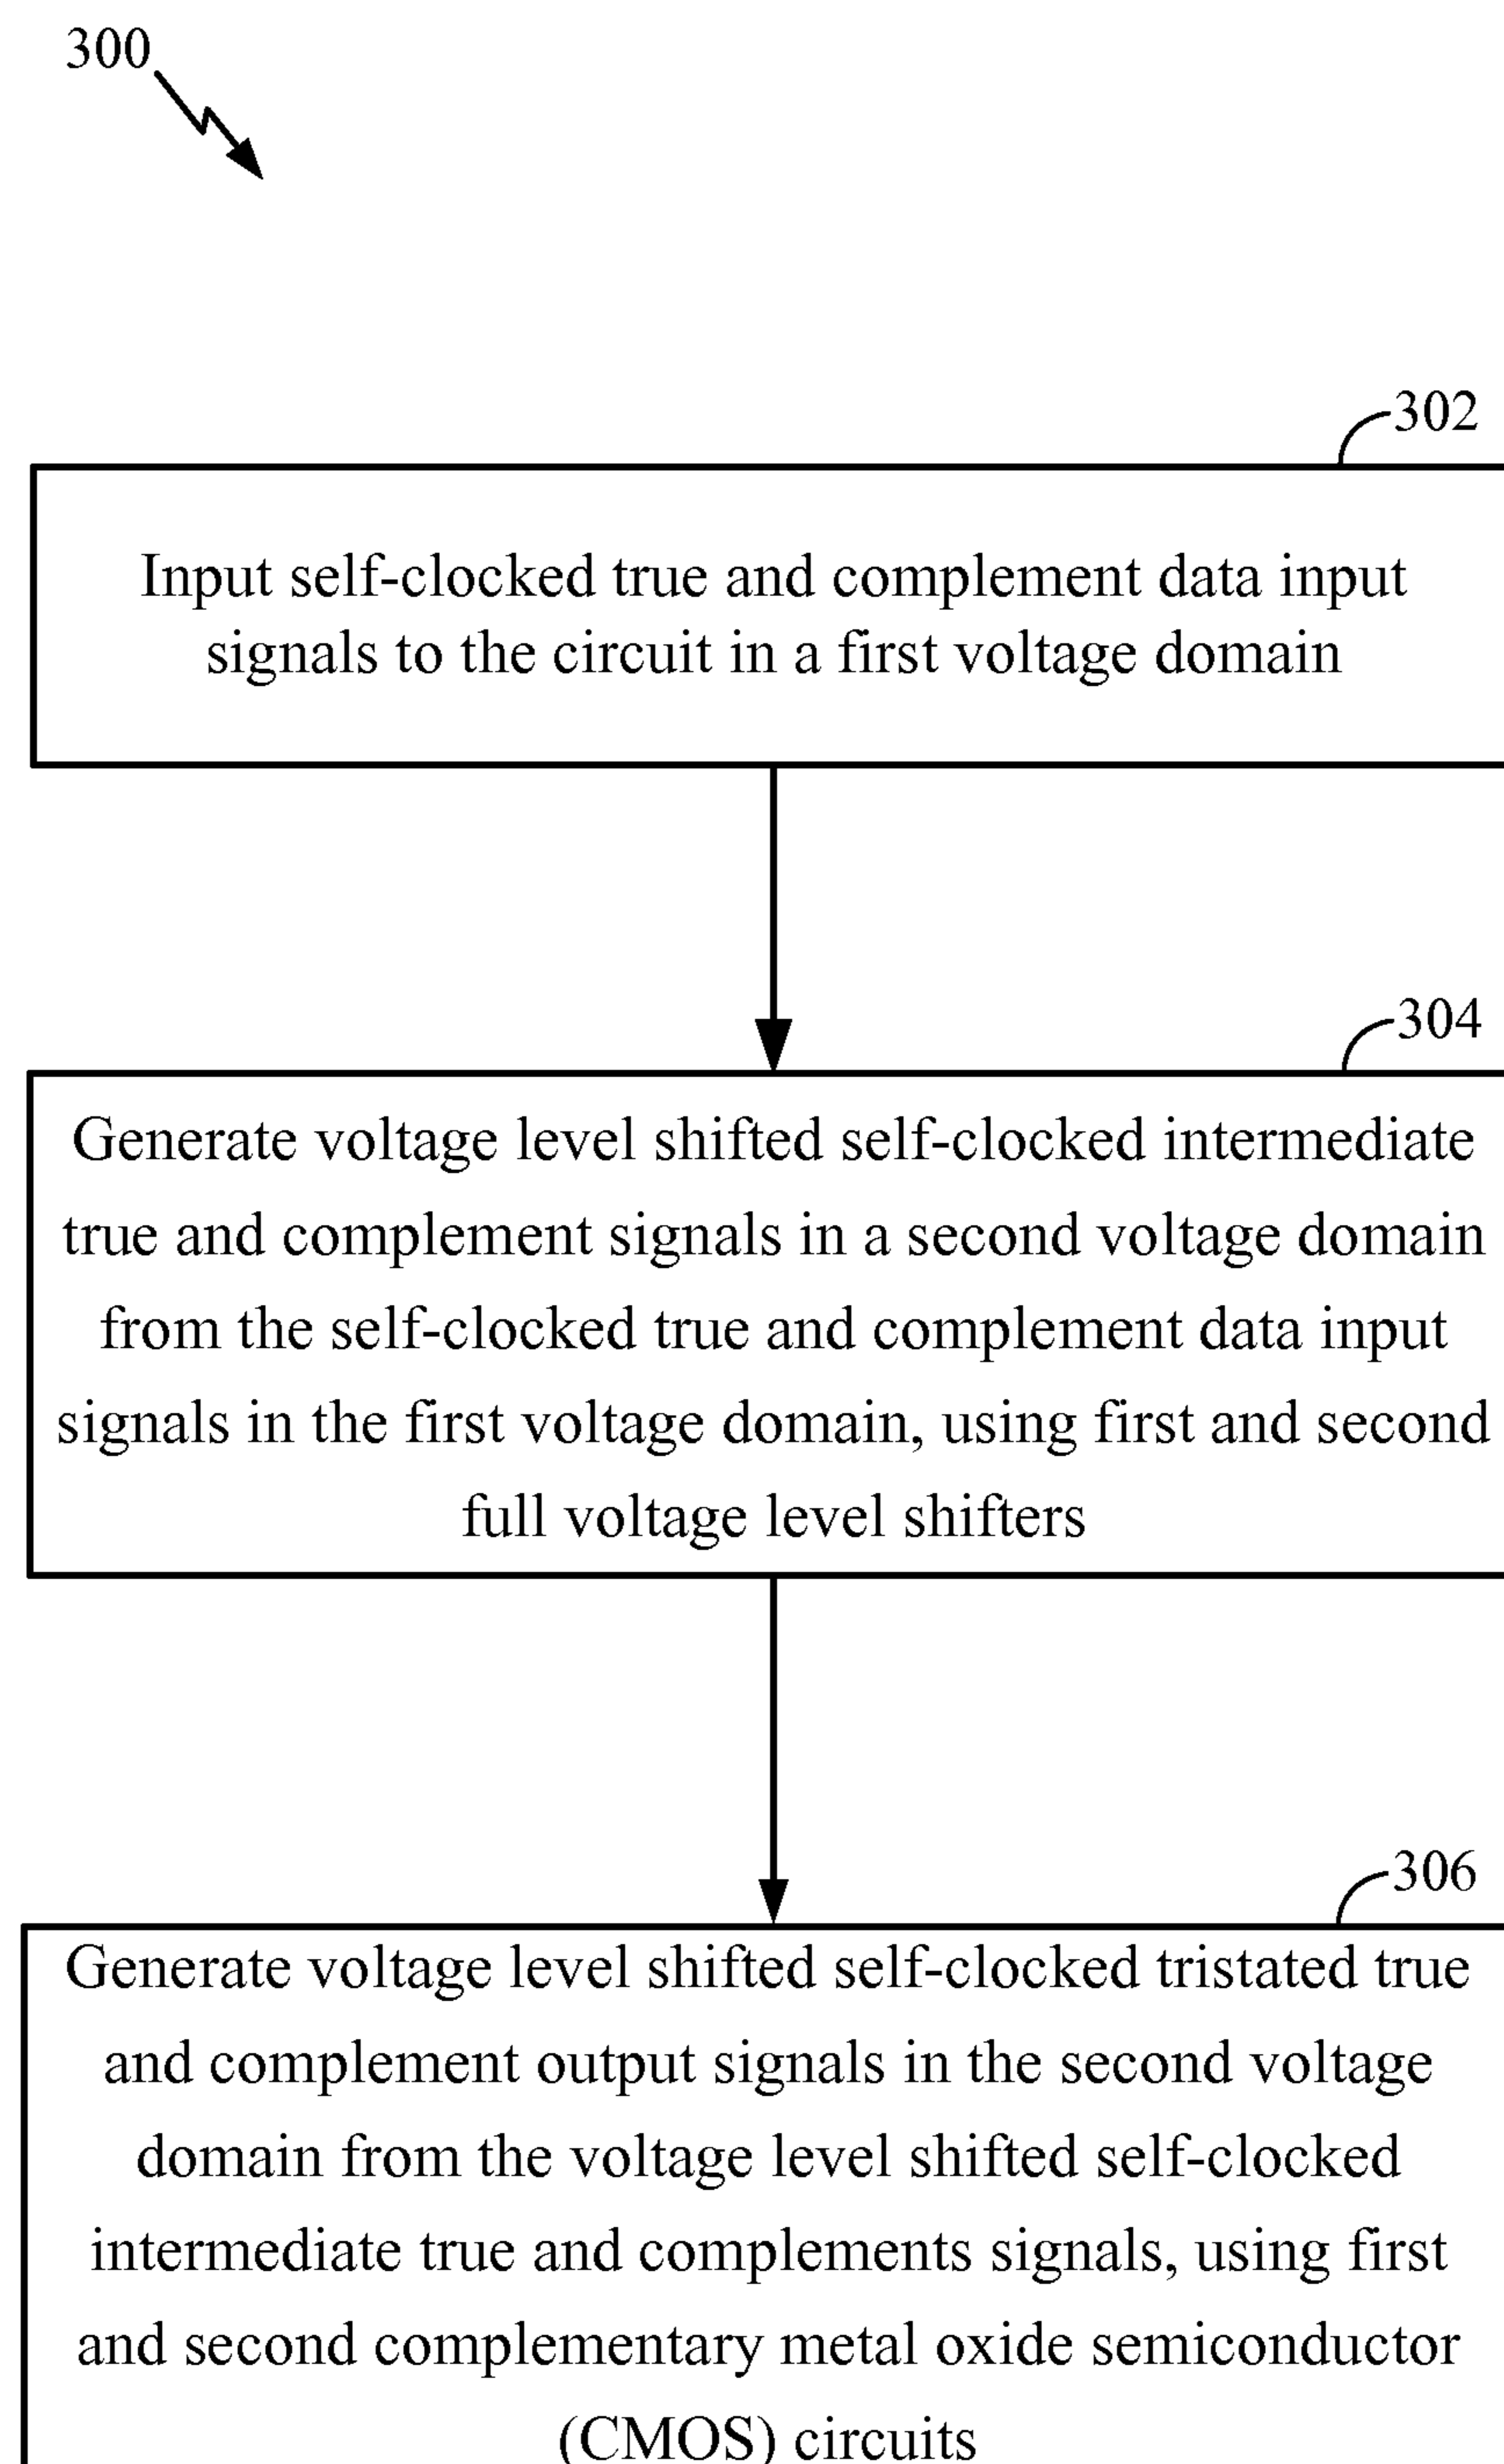 300
302
Input self-clocked true and complement data input
signals to the circuit in a first voltage domain
304
Generate voltage level shifted self-clocked intermediate
true and complement signals in a second voltage domain
from the self-clocked true and complement data input
signals in the first voltage domain, using first and second
full voltage level shifters
306
Generate voltage level shifted self-clocked tristated true
and complement output signals in the second voltage
domain from the voltage level shifted self-clocked
intermediate true and complements signals, using first
and second complementary metal oxide semiconductor
(CMOS) circuits